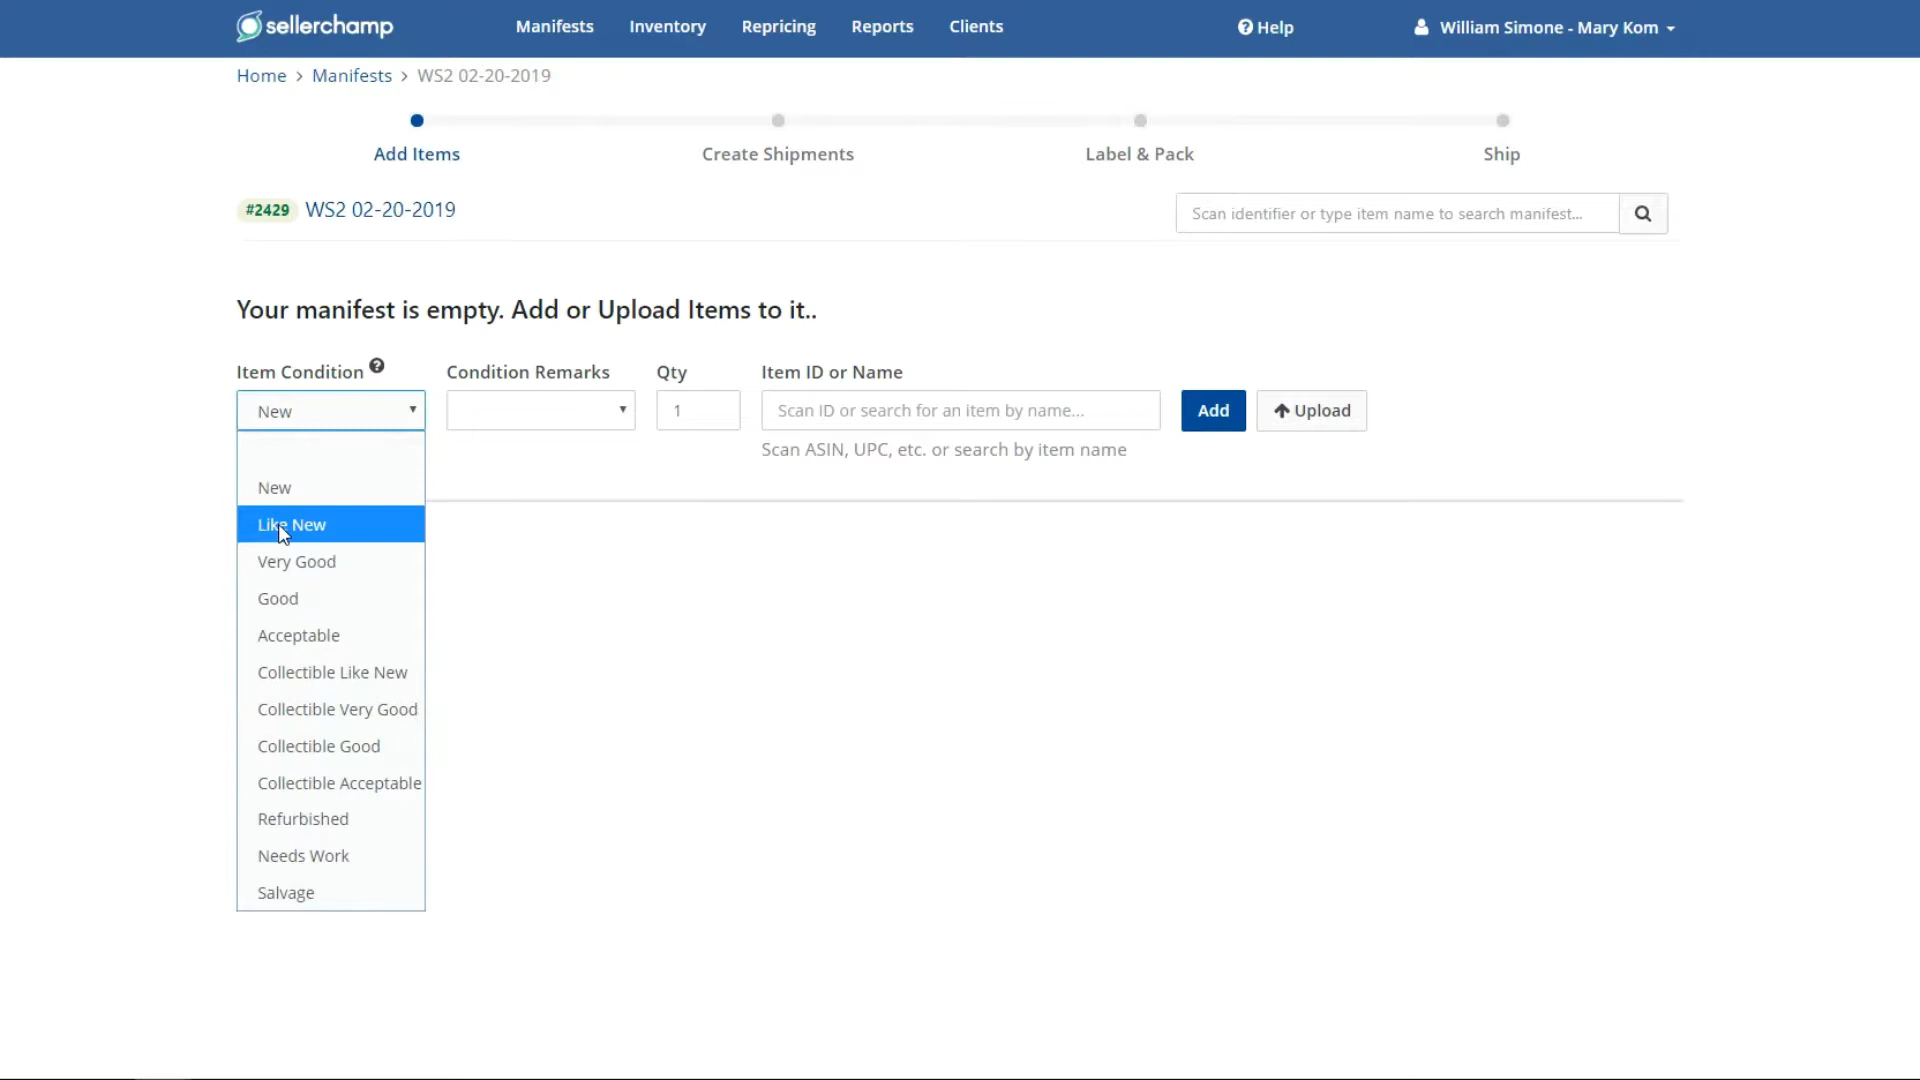 sellerchamp Manifests Inventory Repricing Reports Clients Help William Simone - Mary Kom
Home > Manifests > WS2 02-20-2019
Add Items Create Shipments Label & Pack Ship
#2429 WS2 02-20-2019 Scan identifier or type item name to search manifest...
Your manifest is empty. Add or Upload Items to it..
Item Condition Condition Remarks Qty Item ID or Name
New 1 Scan ID or search for an item by name... Add Upload
Scan ASIN, UPC, etc. or search by item name
New
Like New
Very Good
Good
Acceptable
Collectible Like New
Collectible Very Good
Collectible Good
Collectible Acceptable
Refurbished
Needs Work
Salvage